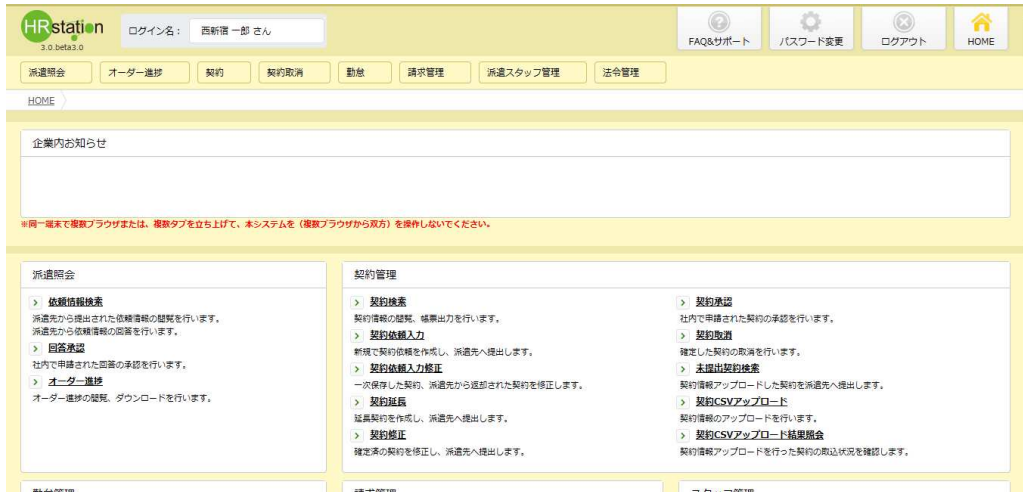 HRstation
3.0.beta3.0
ログイン名： 西新宿 一郎 さん
FAQ&サポート パスワード変更 ログアウト HOME
派遣照会 オーダー進捗 契約 契約取消 勤怠 請求管理 派遣スタッフ管理 法令管理
HOME
企業内お知らせ
※同一端末で複数ブラウザまたは、複数タブを立ち上げて、本システムを（複数ブラウザから双方）を操作しないでください。
派遣照会
依頼情報検索
派遣先から提出された依頼情報の閲覧を行います。
派遣先から依頼情報の回答を行います。
回答承認
社内で申請された回答の承認を行います。
オーダー進捗
オーダー進捗の閲覧、ダウンロードを行います。
契約管理
契約検索
契約情報の閲覧、帳票出力を行います。
契約依頼入力
新規で契約依頼を作成し、派遣先へ提出します。
契約依頼入力修正
一次保存した契約、派遣先から返却された契約を修正します。
契約延長
延長契約を作成し、派遣先へ提出します。
契約修正
確定済の契約を修正し、派遣先へ提出します。
契約承認
社内で申請された契約の承認を行います。
契約取消
確定した契約の取消を行います。
未提出契約検索
契約情報アップロードした契約を派遣先へ提出します。
契約CSVアップロード
契約情報のアップロードを行います。
契約CSVアップロード結果照会
契約情報アップロードを行った契約の取込状況を確認します。
勤怠管理 請求管理 スタッフ管理